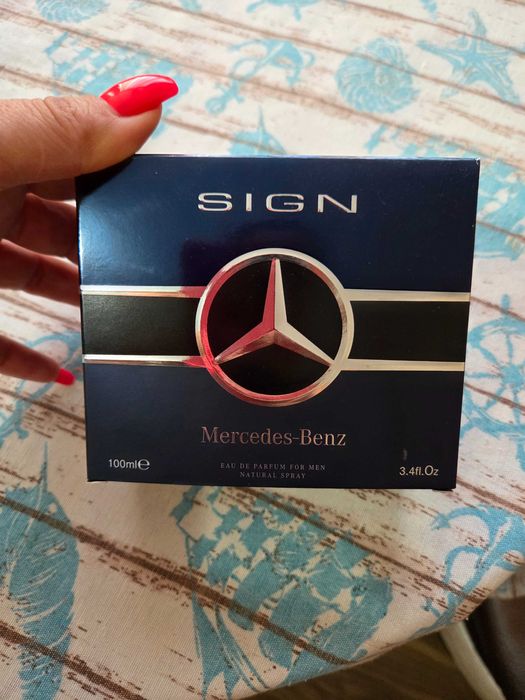 SIGN
Mercedes-Benz
EAU DE PARFUM FOR MEN
NATURAL SPRAY
100ml℮
3.4fl.Oz